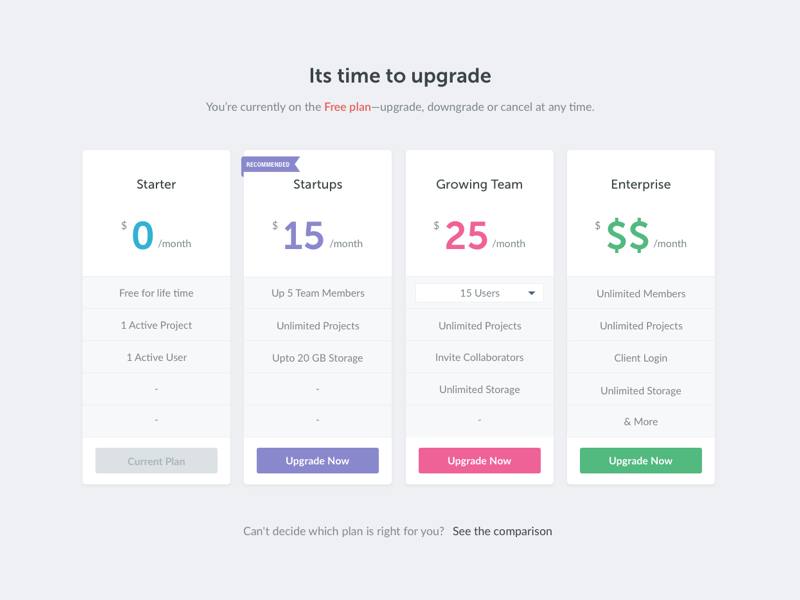 Its time to upgrade
You're currently on the Free plan—upgrade, downgrade or cancel at any time.
Starter
$ 0 /month
Free for life time
1 Active Project
1 Active User
-
-
Current Plan
RECOMMENDED
Startups
$ 15 /month
Up 5 Team Members
Unlimited Projects
Upto 20 GB Storage
-
-
Upgrade Now
Growing Team
$ 25 /month
15 Users
Unlimited Projects
Invite Collaborators
Unlimited Storage
-
Upgrade Now
Enterprise
$ $$ /month
Unlimited Members
Unlimited Projects
Client Login
Unlimited Storage
& More
Upgrade Now
Can't decide which plan is right for you? See the comparison